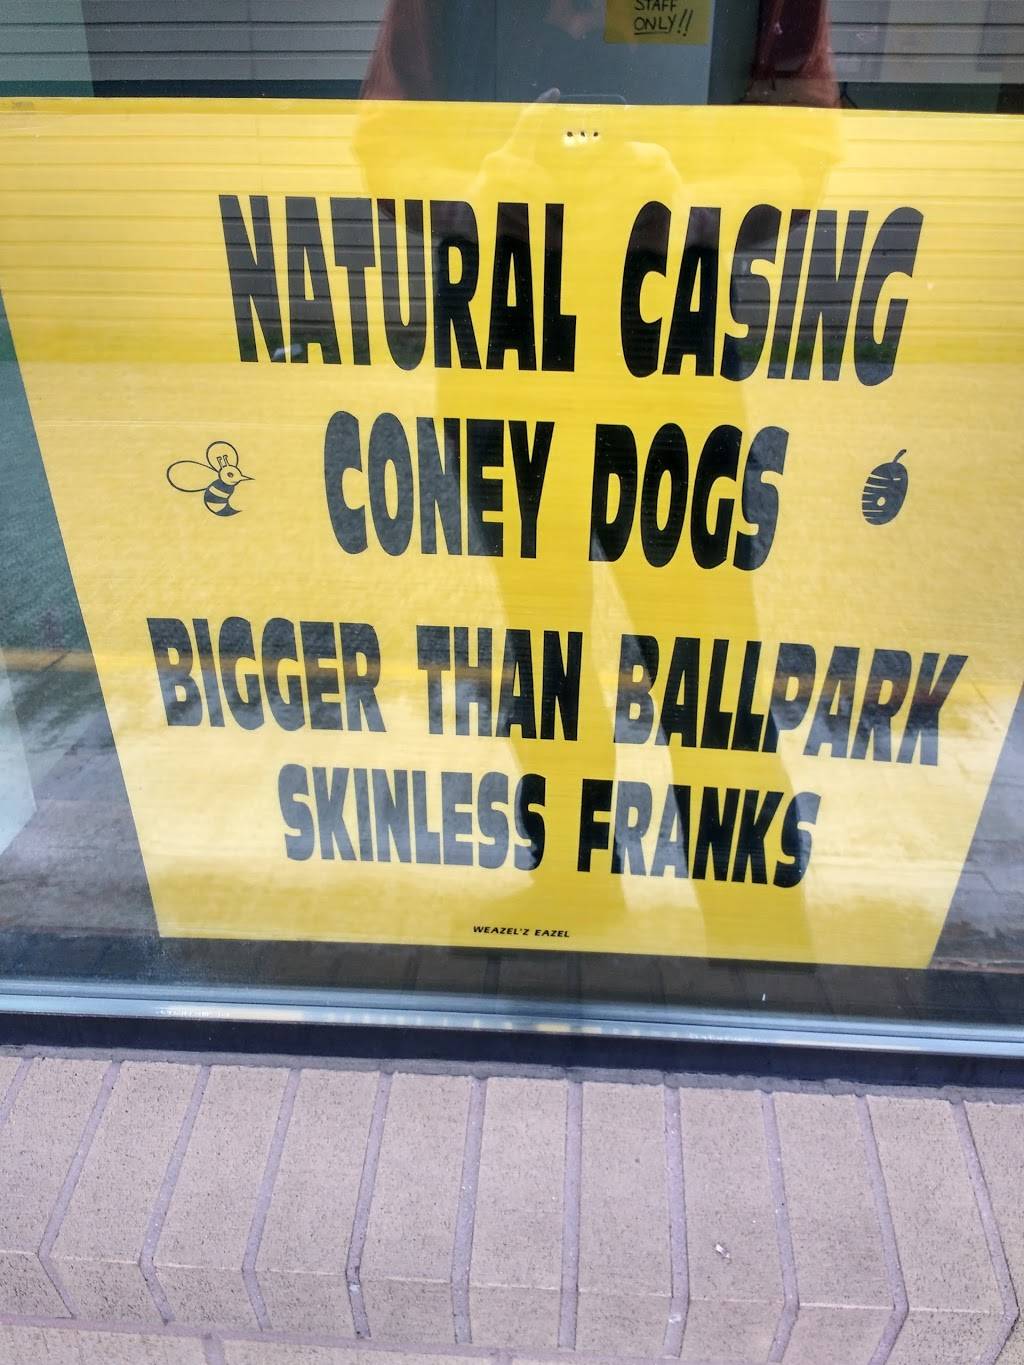 STAFF
ONLY!!
NATURAL CASING
CONEY DOGS
BIGGER THAN BALLPARK
SKINLESS FRANKS
WEAZEL'Z EAZEL